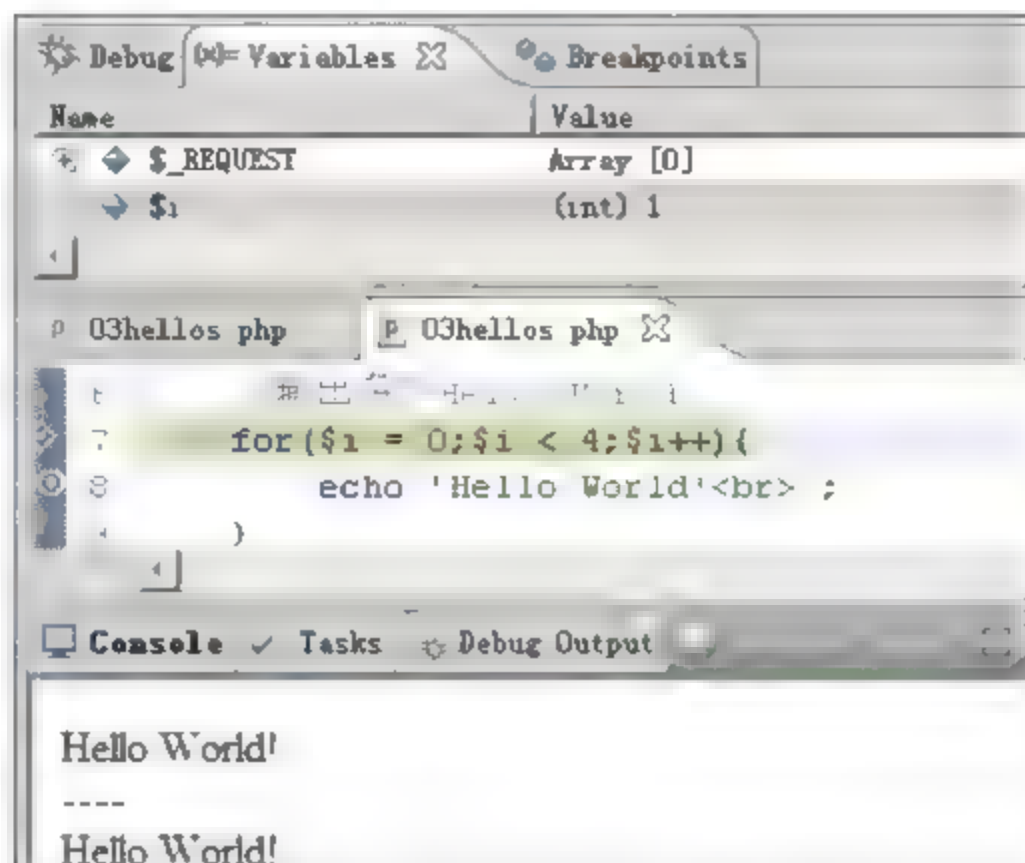 Debug (x)= Variables Breakpoints
Name Value
$_REQUEST Array [0]
$i (int) 1
03hellos php 03hellos php
7 for($i = 0;$i < 4;$i++){
8 echo 'Hello World'<br> ;
}
Console Tasks Debug Output
Hello World!
----
Hello World!